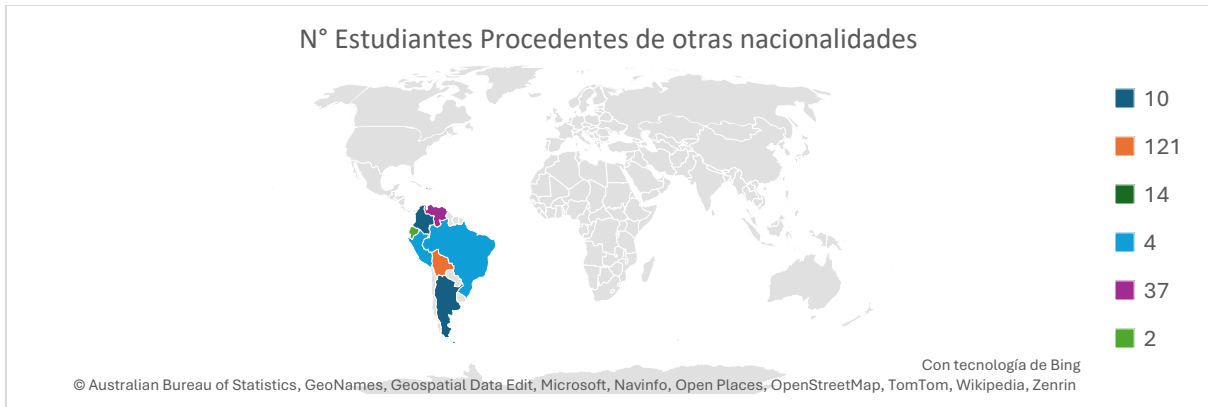 N° Estudiantes Procedentes de otras nacionalidades
10
121
14
4
37
2
Con tecnología de Bing
© Australian Bureau of Statistics, GeoNames, Geospatial Data Edit, Microsoft, Navinfo, Open Places, OpenStreetMap, TomTom, Wikipedia, Zenrin